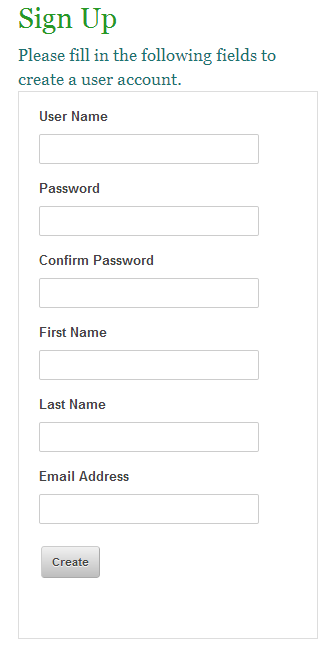 Sign Up
Please fill in the following fields to
create a user account.
User Name
Password
Confirm Password
First Name
Last Name
Email Address
Create